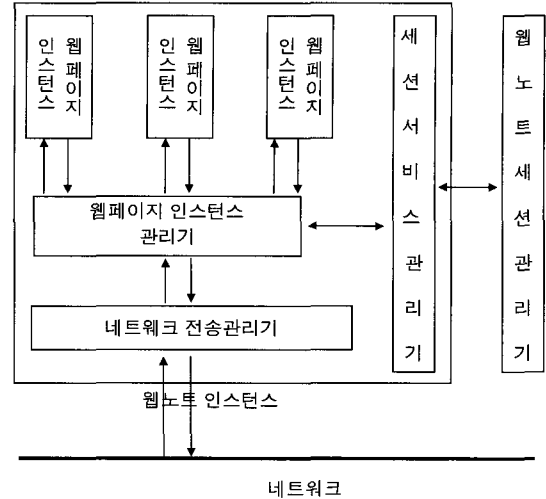 웹페이지
인스턴스
웹페이지
인스턴스
웹페이지
인스턴스
세션서비스관리기
웹노트세션관리기
웹페이지 인스턴스
관리기
네트워크 전송관리기
웹노트 인스턴스
네트워크